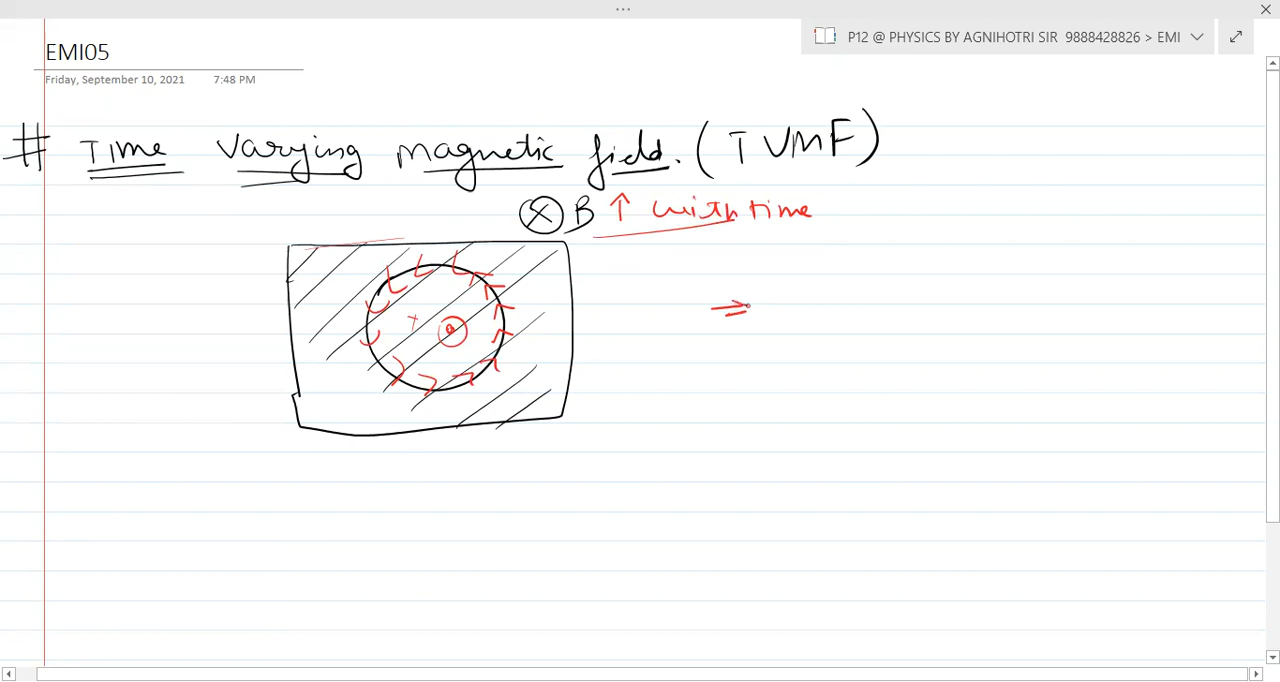 P12 @ PHYSICS BY AGNIHOTRI SIR 9888428826 > EMI
EMI05
Friday, September 10, 2021 7:48 PM
# Time varying magnetic field. (TVMF)
⊗ B ↑ with time
⇒